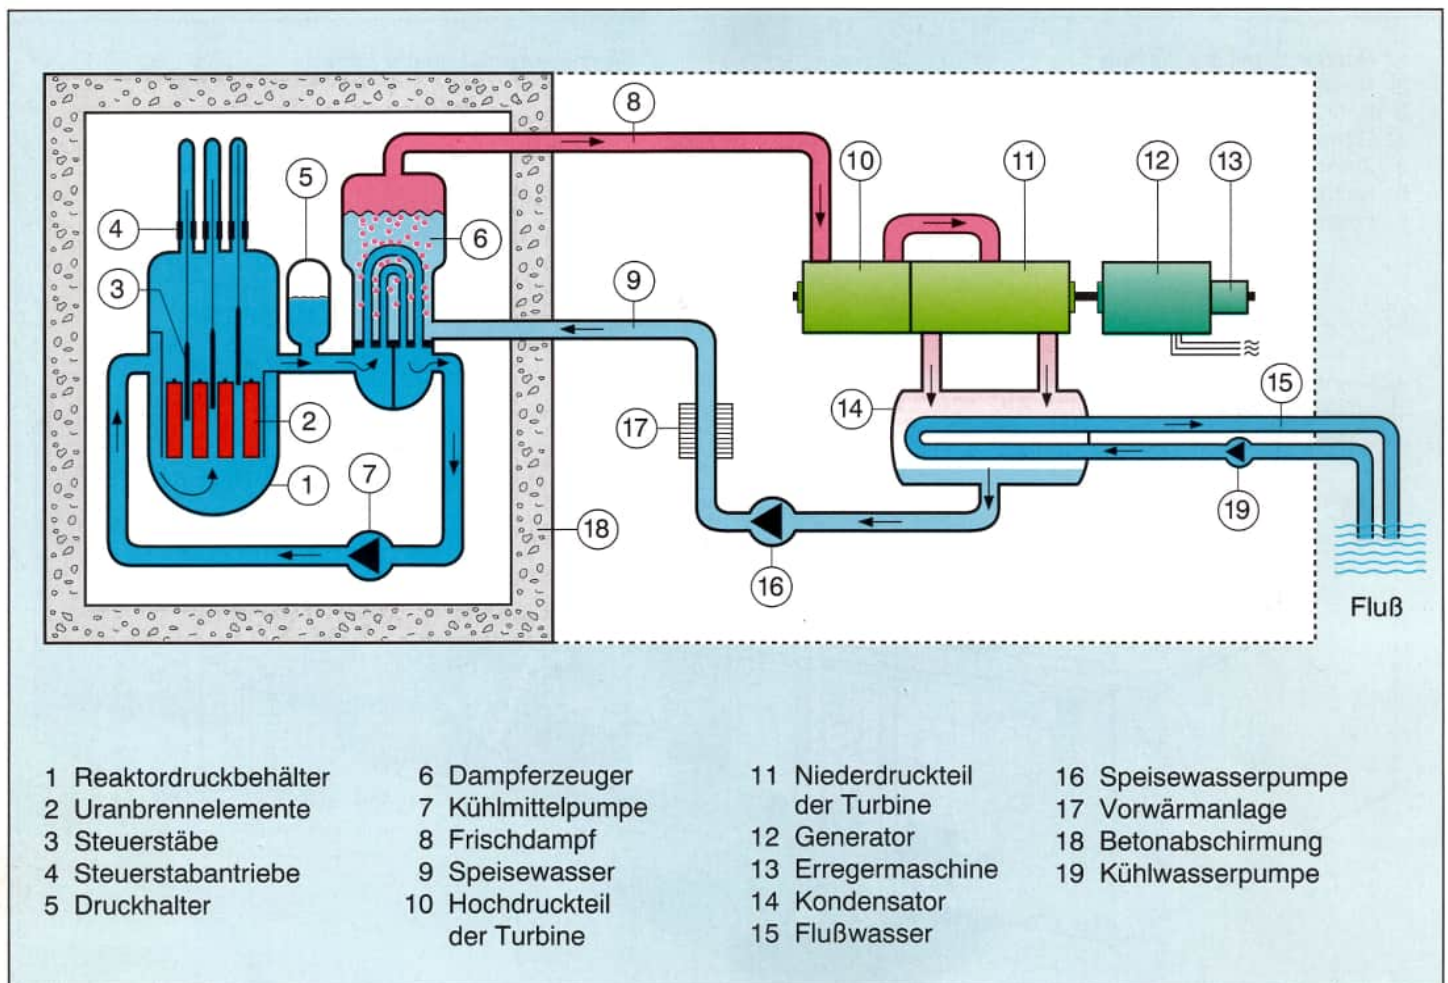 8
10
11
12
13
5
4
6
3
9
15
14
2
17
1
7
19
18
16
Fluß
1 Reaktordruckbehälter
2 Uranbrennelemente
3 Steuerstäbe
4 Steuerstabantriebe
5 Druckhalter
6 Dampferzeuger
7 Kühlmittelpumpe
8 Frischdampf
9 Speisewasser
10 Hochdruckteil
der Turbine
11 Niederdruckteil
der Turbine
12 Generator
13 Erregermaschine
14 Kondensator
15 Flußwasser
16 Speisewasserpumpe
17 Vorwärmanlage
18 Betonabschirmung
19 Kühlwasserpumpe